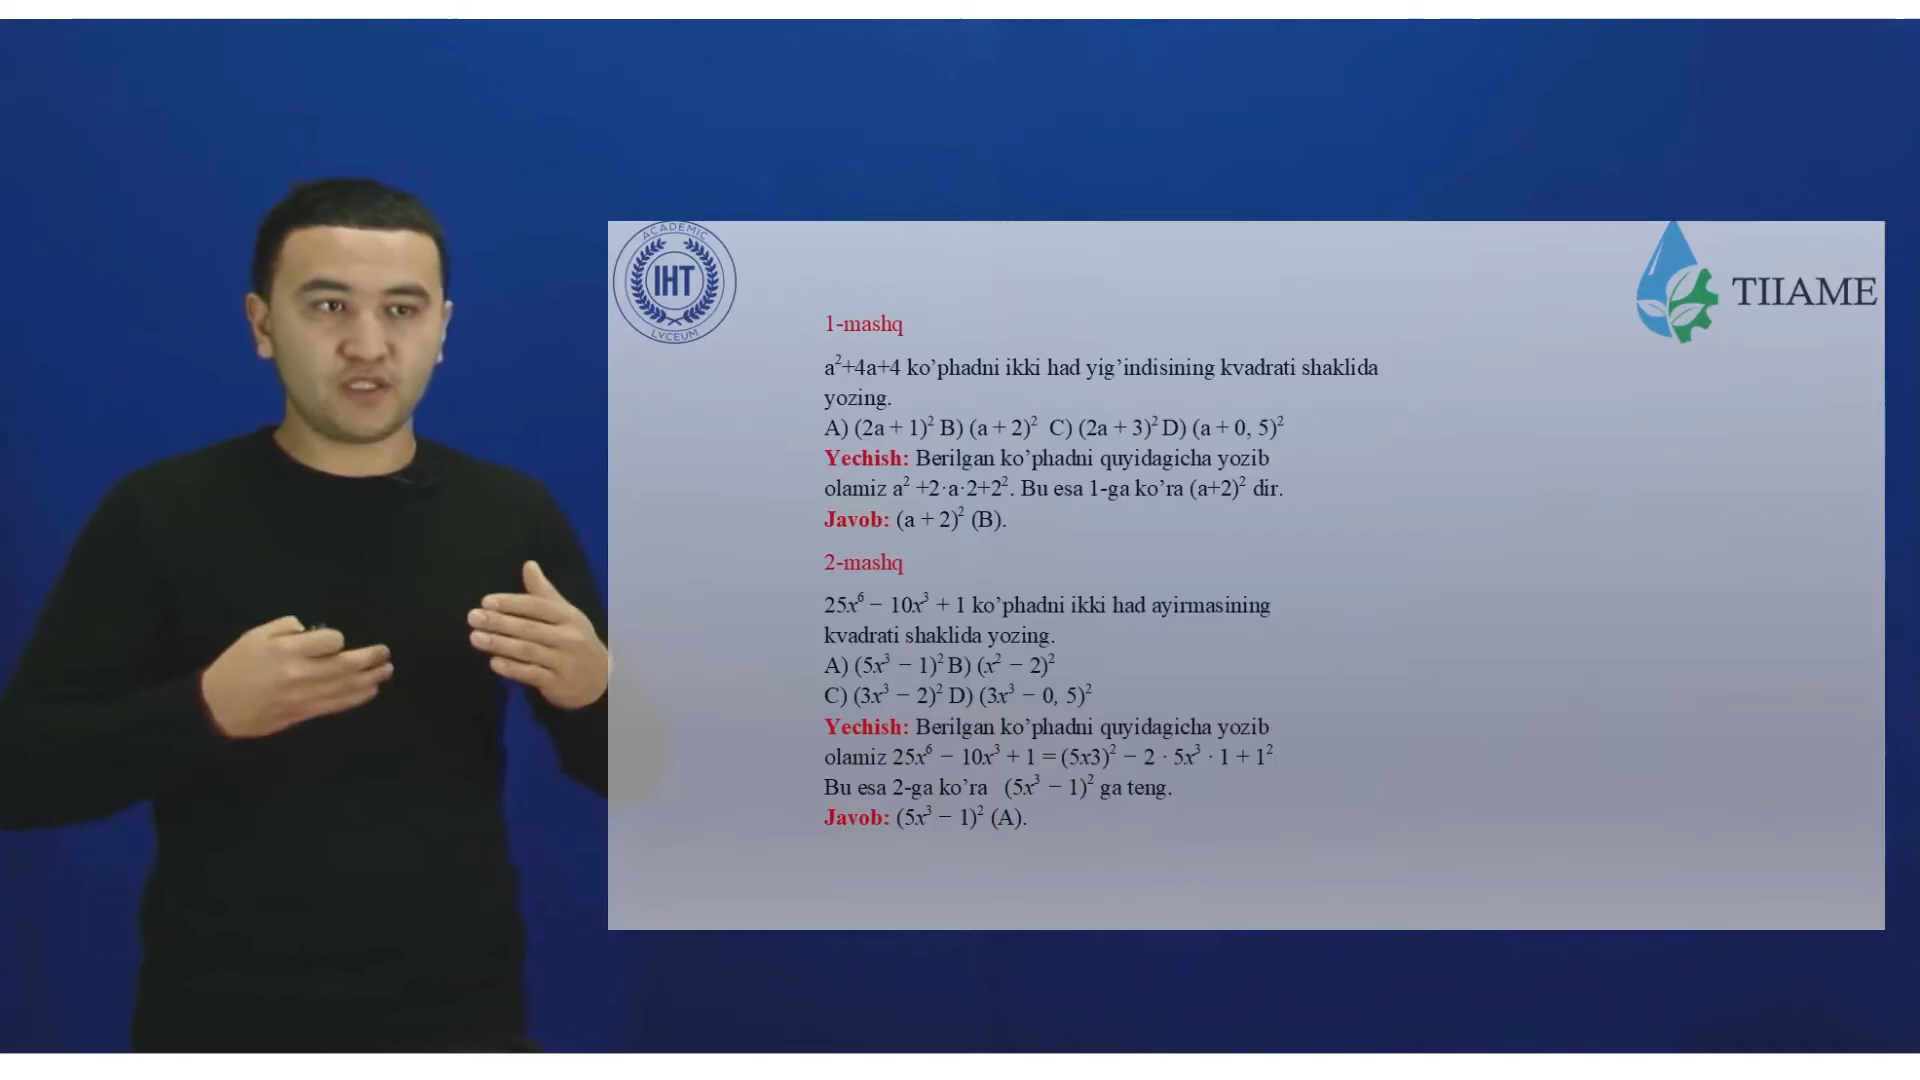 ACADEMIC
IHT
LYCEUM
TIIAME
1-mashq
a²+4a+4 ko’phadni ikki had yig’indisining kvadrati shaklida
yozing.
A) (2a + 1)² B) (a + 2)² C) (2a + 3)² D) (a + 0, 5)²
Yechish: Berilgan ko’phadni quyidagicha yozib
olamiz a² +2·a·2+2². Bu esa 1-ga ko’ra (a+2)² dir.
Javob: (a + 2)² (B).
2-mashq
25x⁶ − 10x³ + 1 ko’phadni ikki had ayirmasining
kvadrati shaklida yozing.
A) (5x³ − 1)² B) (x² − 2)²
C) (3x³ − 2)² D) (3x³ − 0, 5)²
Yechish: Berilgan ko’phadni quyidagicha yozib
olamiz 25x⁶ − 10x³ + 1 = (5x3)² − 2 · 5x³ · 1 + 1²
Bu esa 2-ga ko’ra (5x³ − 1)² ga teng.
Javob: (5x³ − 1)² (A).